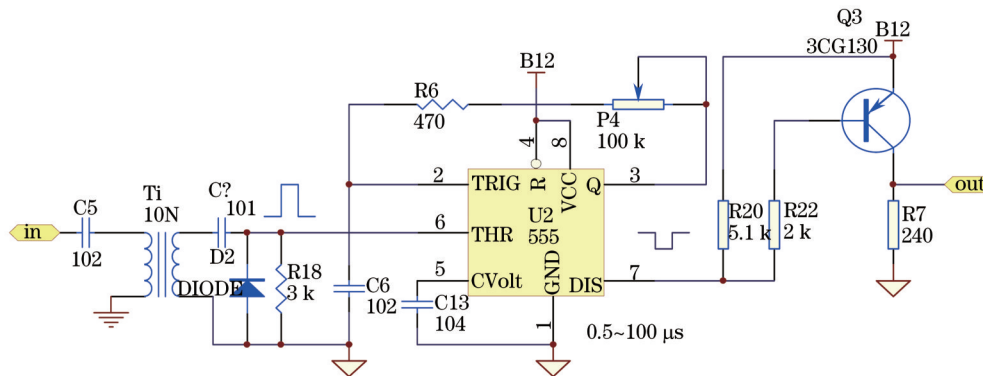 Q3
3CG130
B12
B12
R6
470
P4
100 k
4
8
2
TRIG
R
VCC
Q
3
Ti
10N
C?
101
C5
102
in
U2
555
6
THR
out
R20
5.1 k
R22
2 k
R7
240
D2
DIODE
R18
3 k
C6
102
5
CVolt
GND
DIS
7
C13
104
1
0.5~100 μs